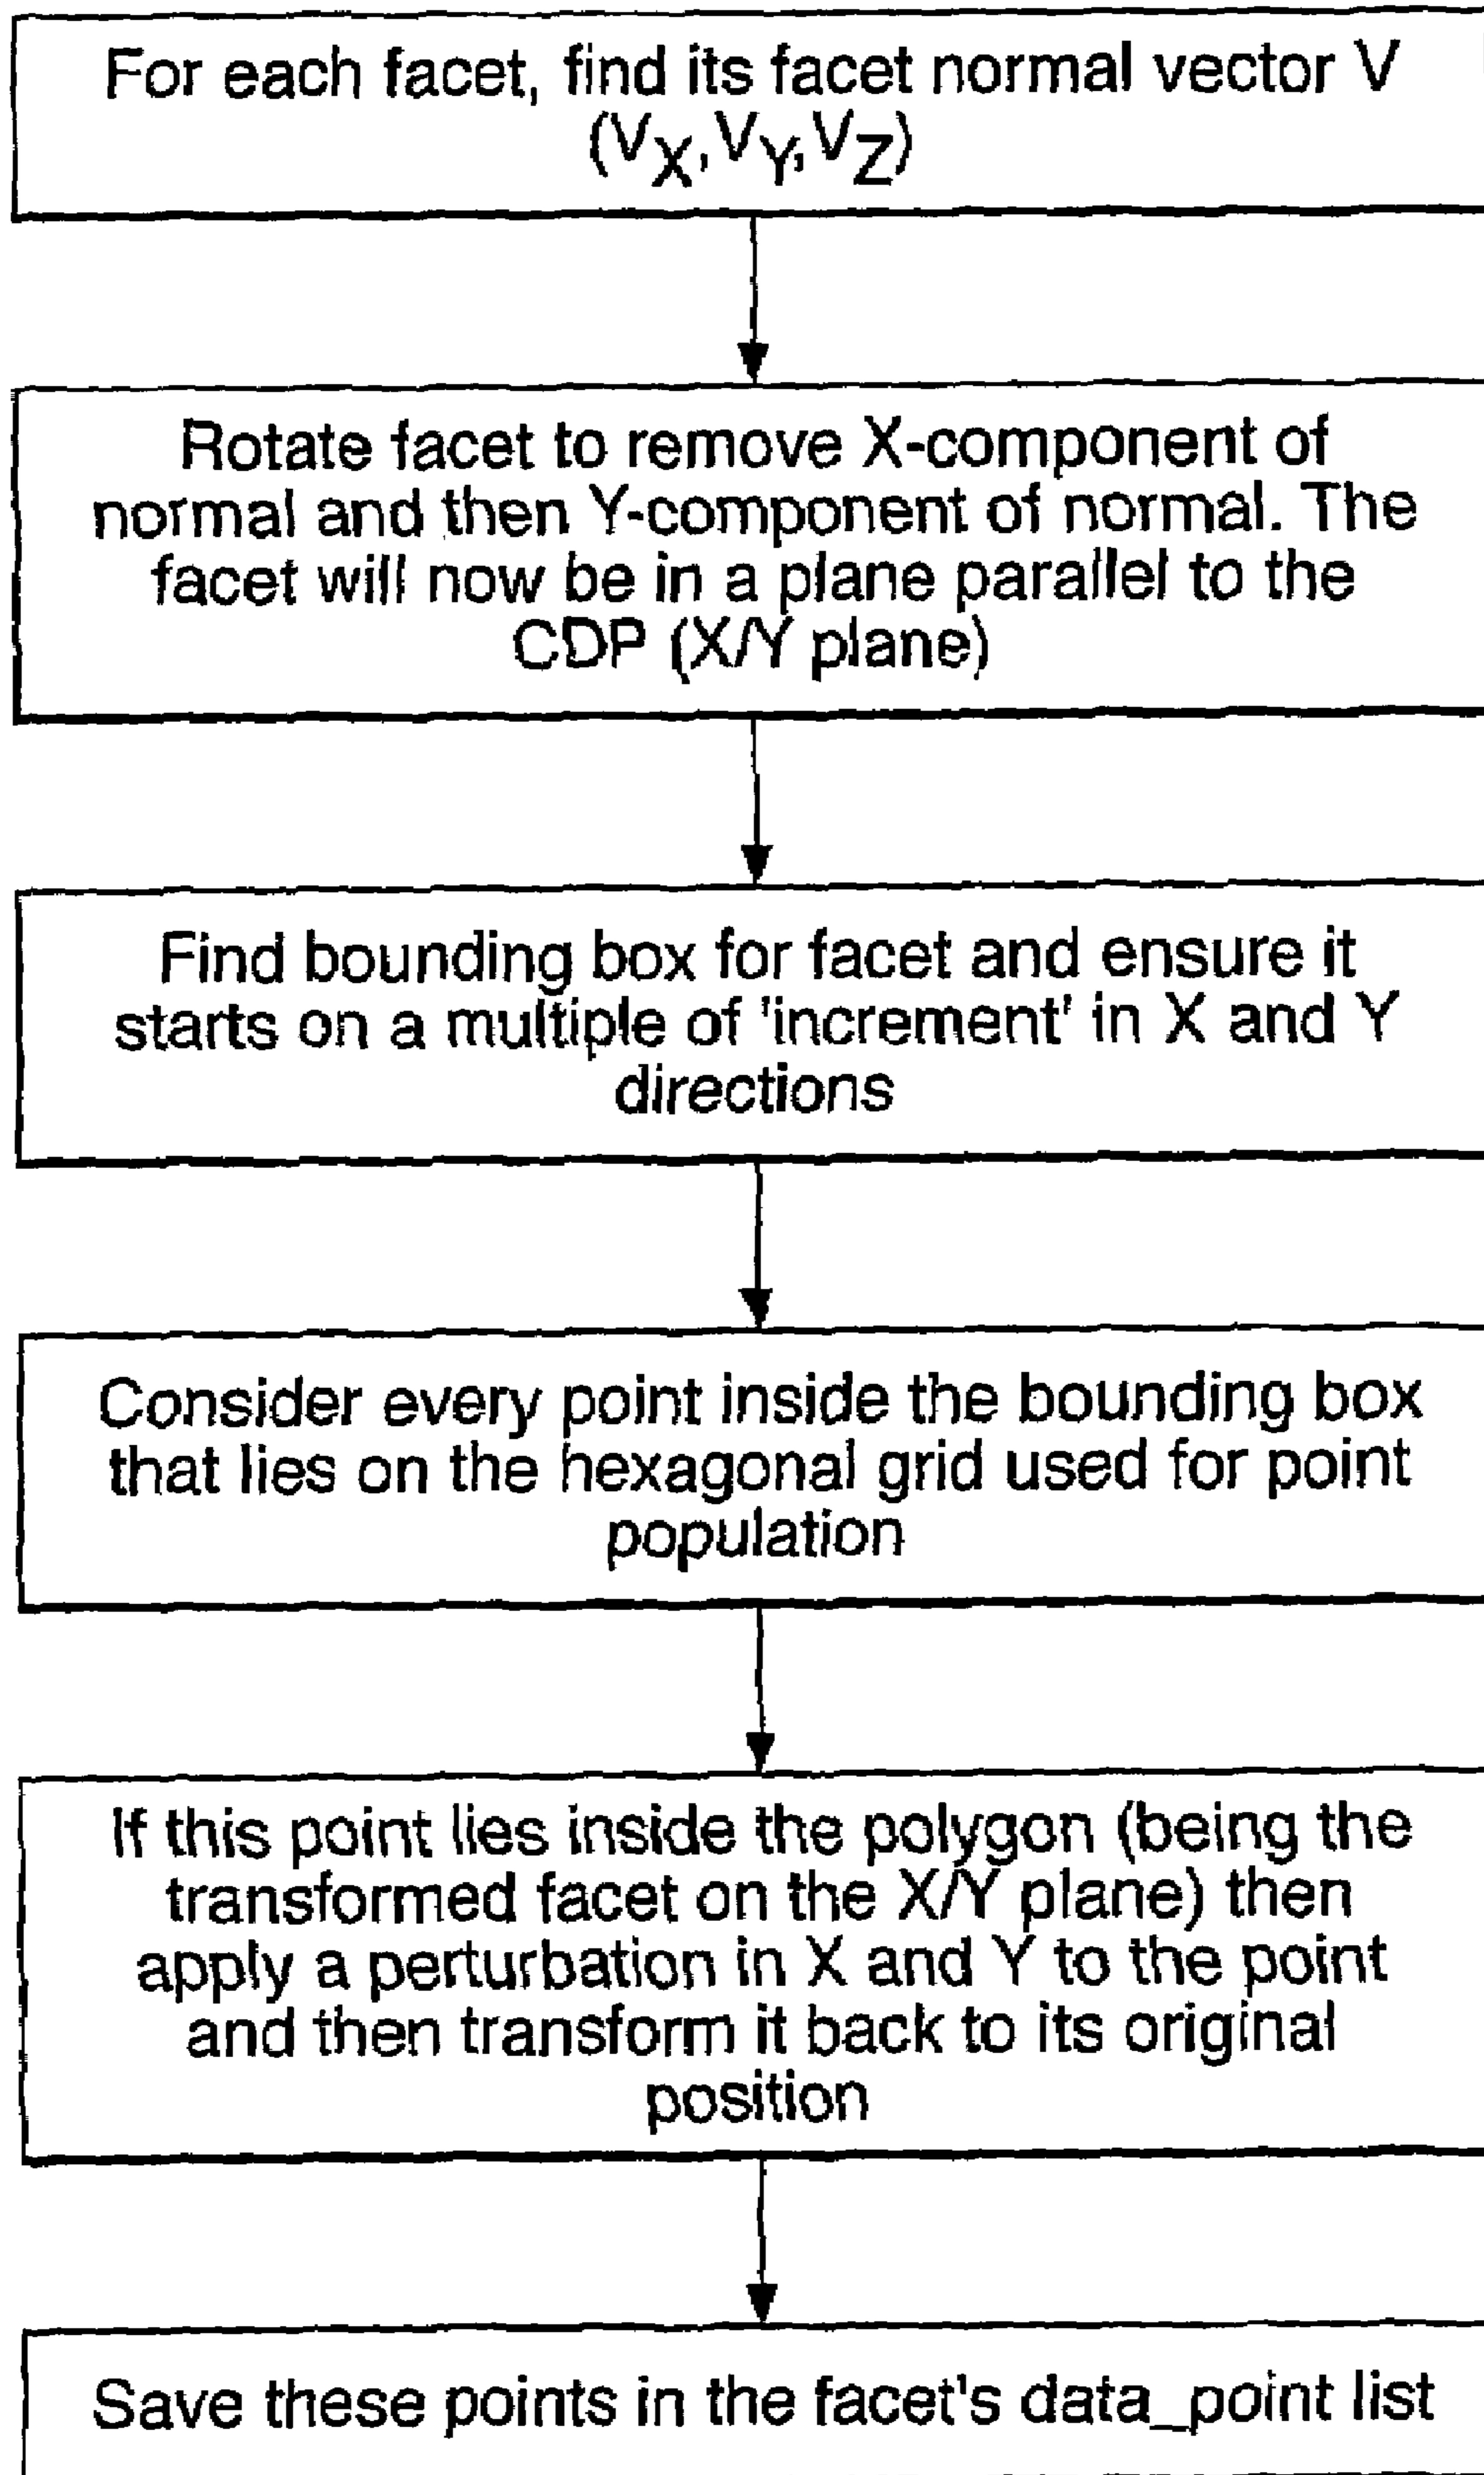 For each facet, find its facet normal vector V
(VX,VY,VZ)
Rotate facet to remove X-component of
normal and then Y-component of normal. The
facet will now be in a plane parallel to the
CDP (X/Y plane)
Find bounding box for facet and ensure it
starts on a multiple of 'increment' in X and Y
directions
Consider every point inside the bounding box
that lies on the hexagonal grid used for point
population
If this point lies inside the polygon (being the
transformed facet on the X/Y plane) then
apply a perturbation in X and Y to the point
and then transform it back to its original
position
Save these points in the facet's data_point list